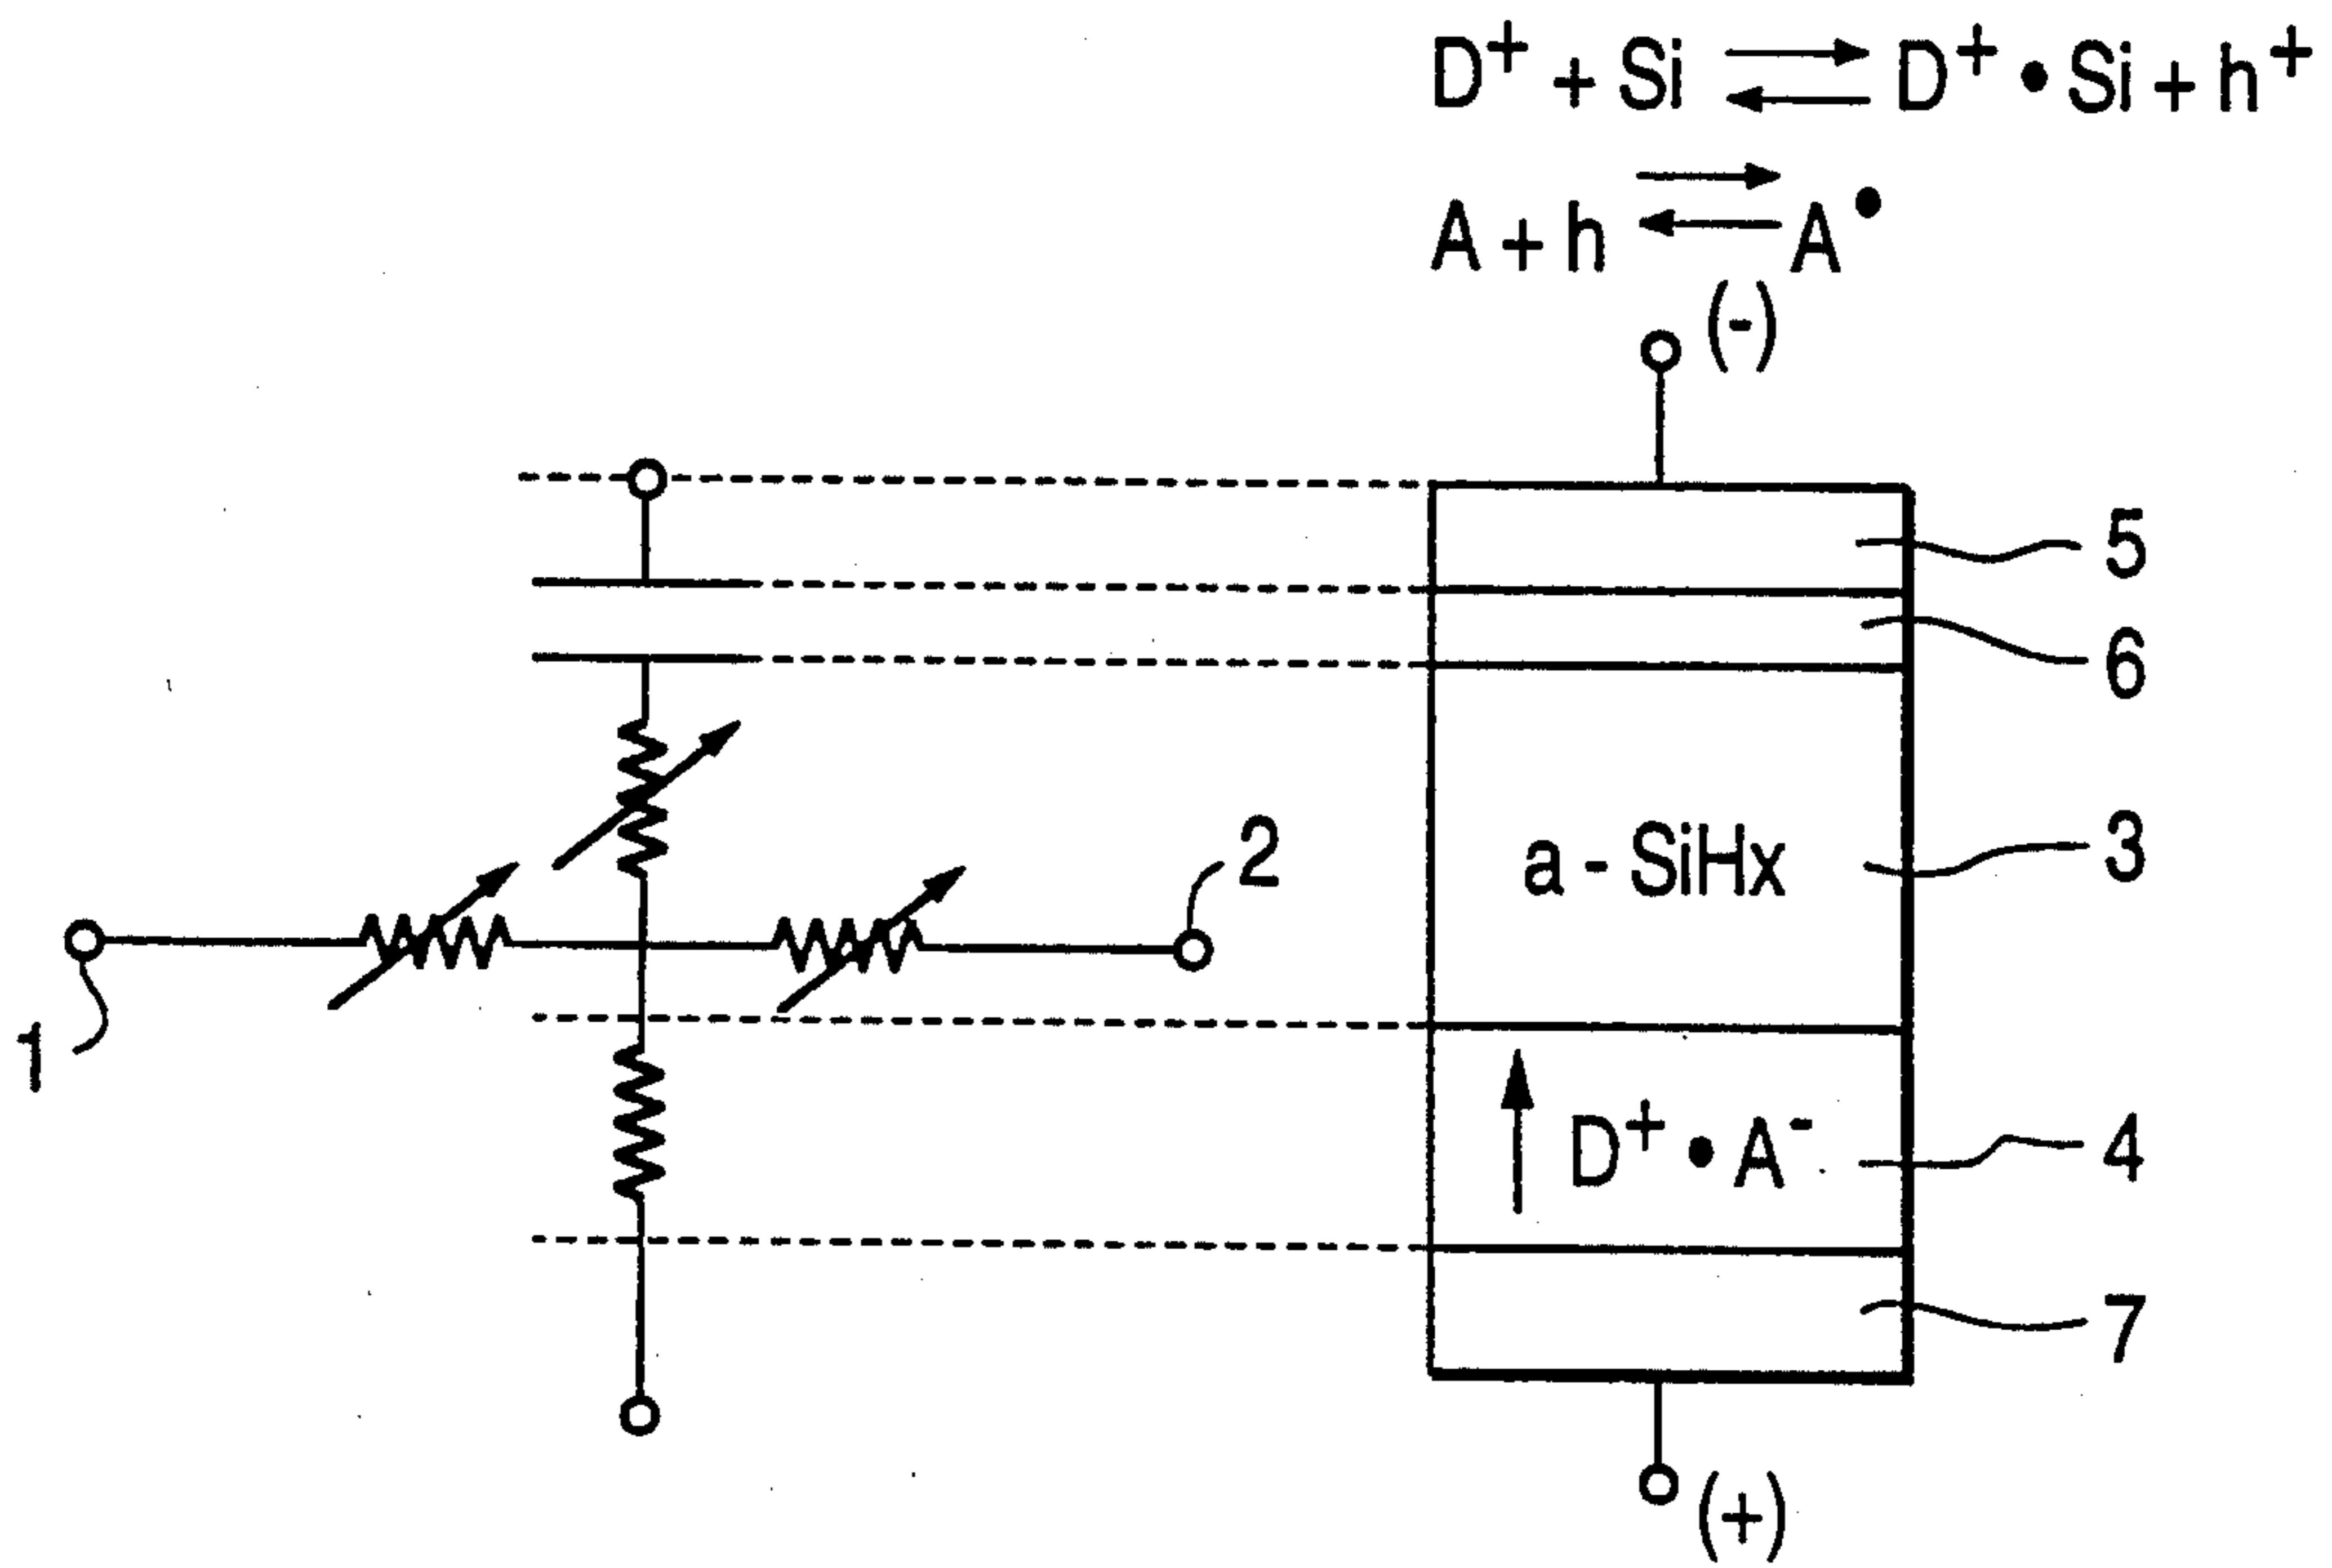 D⁺ + Si ⇄ D⁺ • Si + h⁺
A + h ⇄ A•
(-)
5
6
2
a - SiHx
3
1
D⁺ • A⁻
4
7
(+)